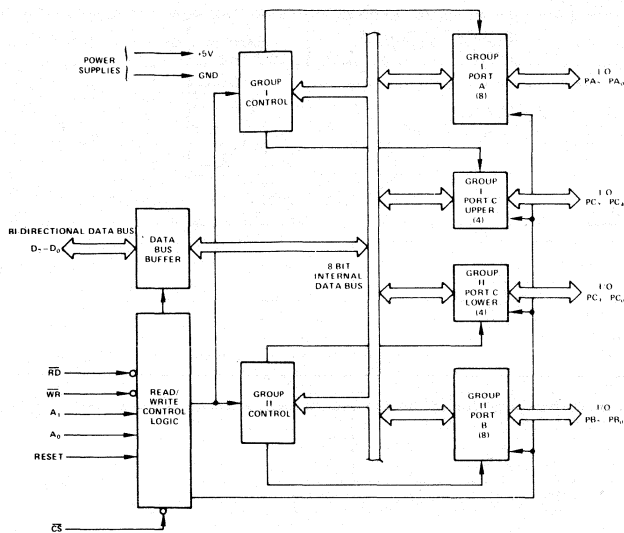 POWER
SUPPLIES
+5V
GND
GROUP
I
CONTROL
GROUP
I
PORT
A
(8)
I/O
PA7 PA0
GROUP
I
PORT C
UPPER
(4)
I/O
PC7 PC4
BI DIRECTIONAL DATA BUS
D7–D0
DATA
BUS
BUFFER
8 BIT
INTERNAL
DATA BUS
GROUP
II
PORT C
LOWER
(4)
I/O
PC3 PC0
RD
WR
A1
A0
RESET
CS
READ/
WRITE
CONTROL
LOGIC
GROUP
II
CONTROL
GROUP
II
PORT
B
(8)
I/O
PB7 PB0